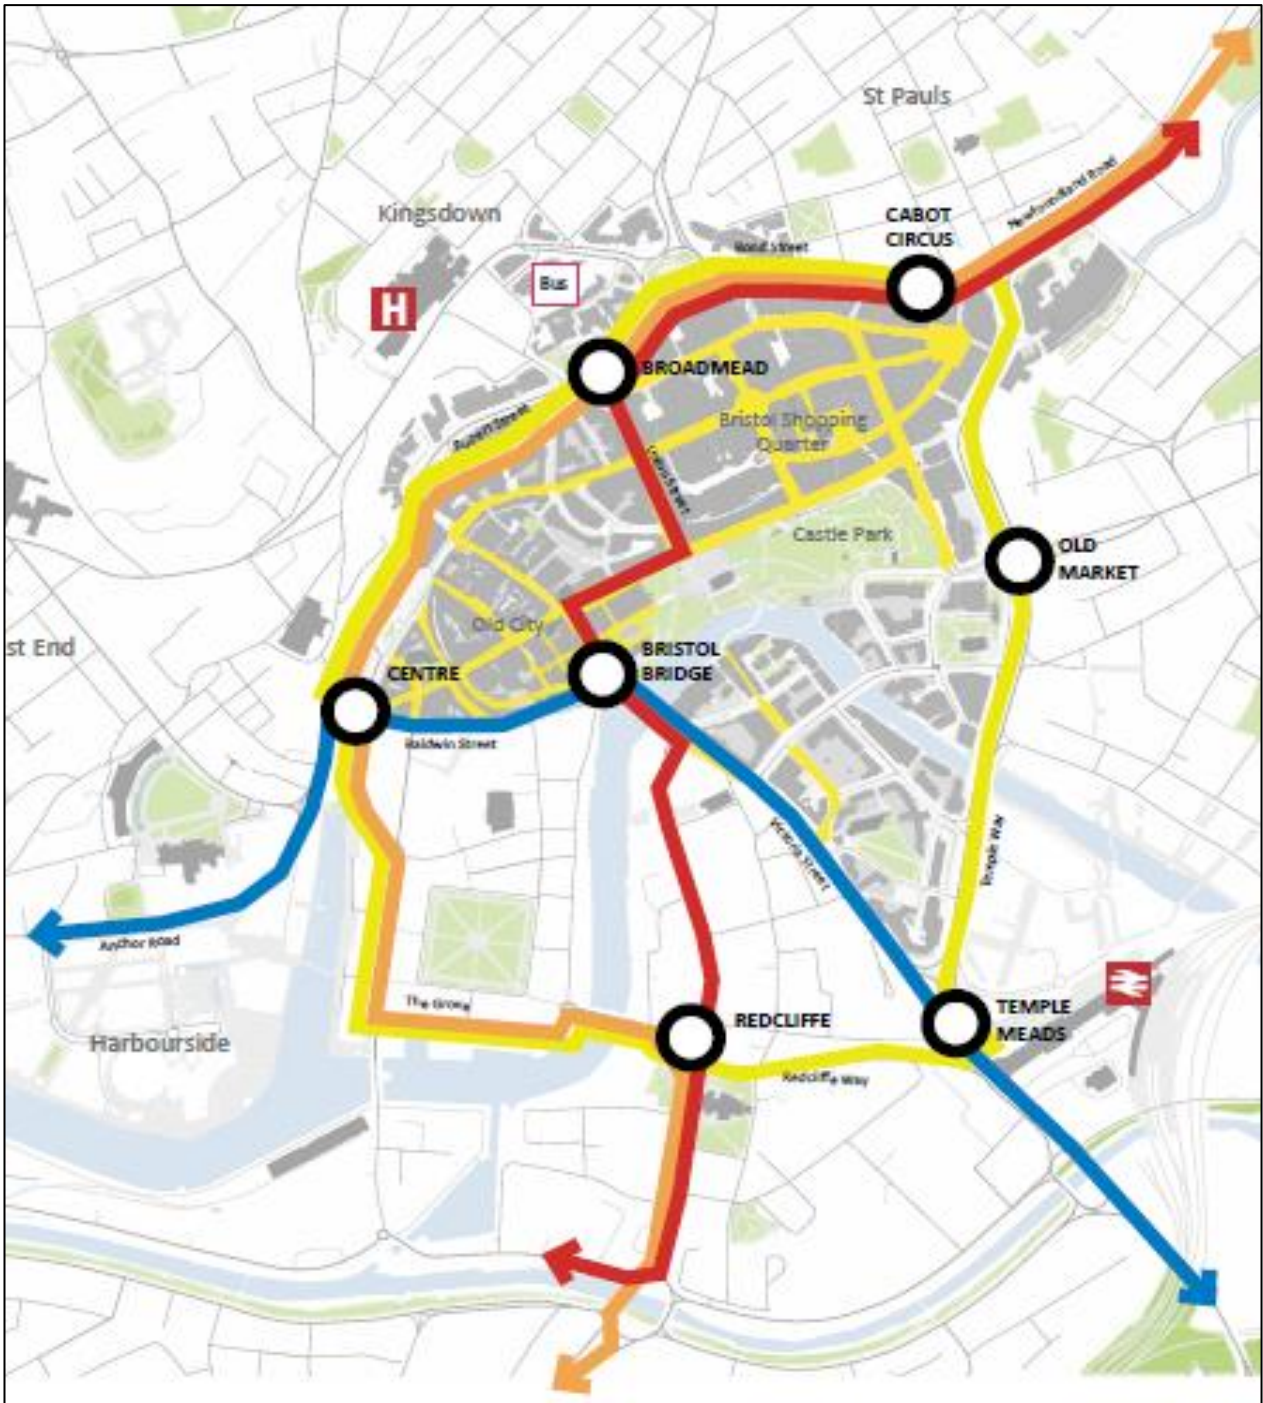 St Pauls
Newfoundland Road
Kingsdown
CABOT
CIRCUS
Bond Street
Bus
H
BROADMEAD
Rupert Street
Bristol Shopping
Quarter
Union Street
Castle Park
OLD
MARKET
Old City
st End
BRISTOL
BRIDGE
CENTRE
Baldwin Street
Victoria Street
Temple Way
Anchor Road
The Grove
REDCLIFFE
TEMPLE
MEADS
Harbourside
Redcliffe Way